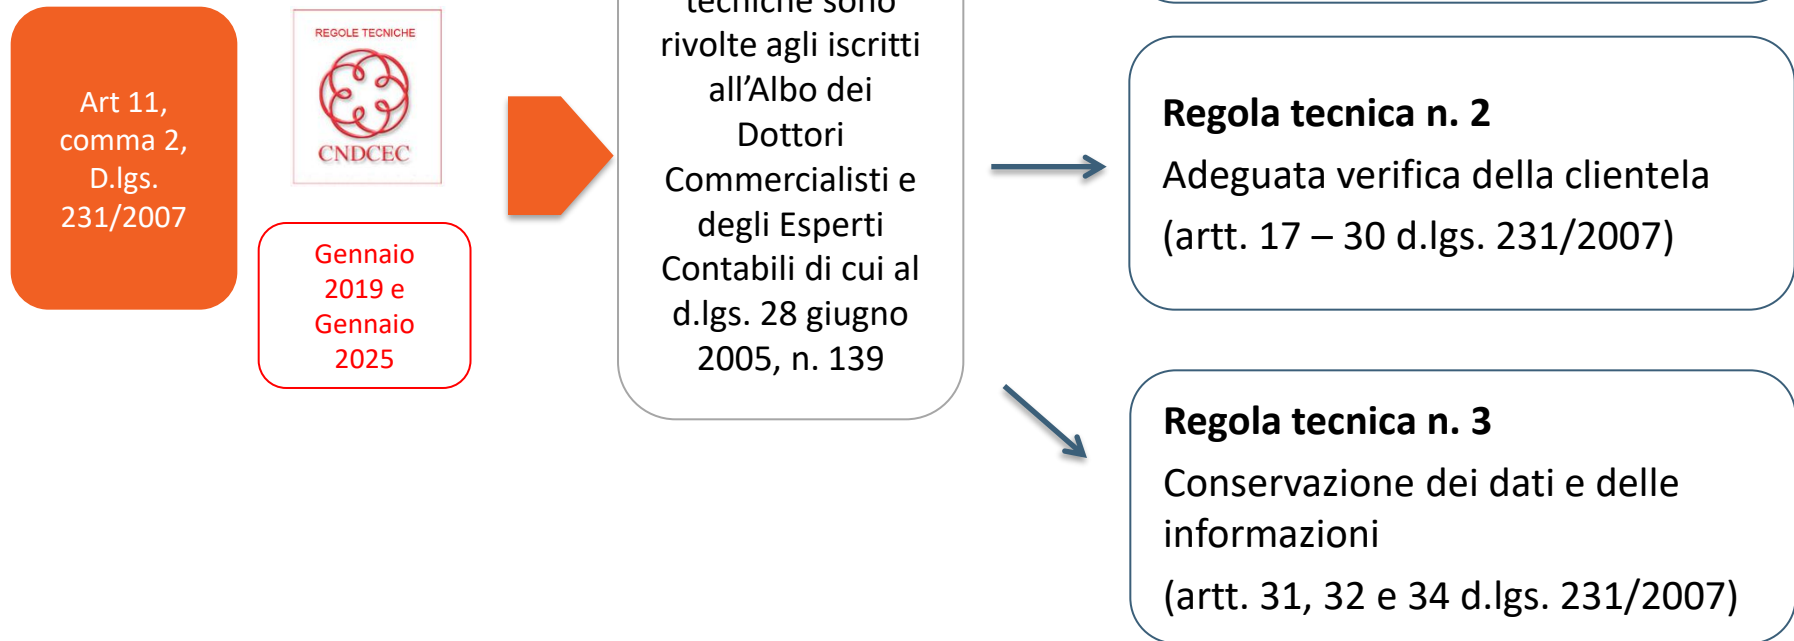 Art 11,
comma 2,
D.lgs.
231/2007
REGOLE TECNICHE
CNDCEC
Gennaio
2019 e
Gennaio
2025
tecniche sono
rivolte agli iscritti
all'Albo dei
Dottori
Commercialisti e
degli Esperti
Contabili di cui al
d.lgs. 28 giugno
2005, n. 139
Regola tecnica n. 2
Adeguata verifica della clientela
(artt. 17 – 30 d.lgs. 231/2007)
Regola tecnica n. 3
Conservazione dei dati e delle
informazioni
(artt. 31, 32 e 34 d.lgs. 231/2007)